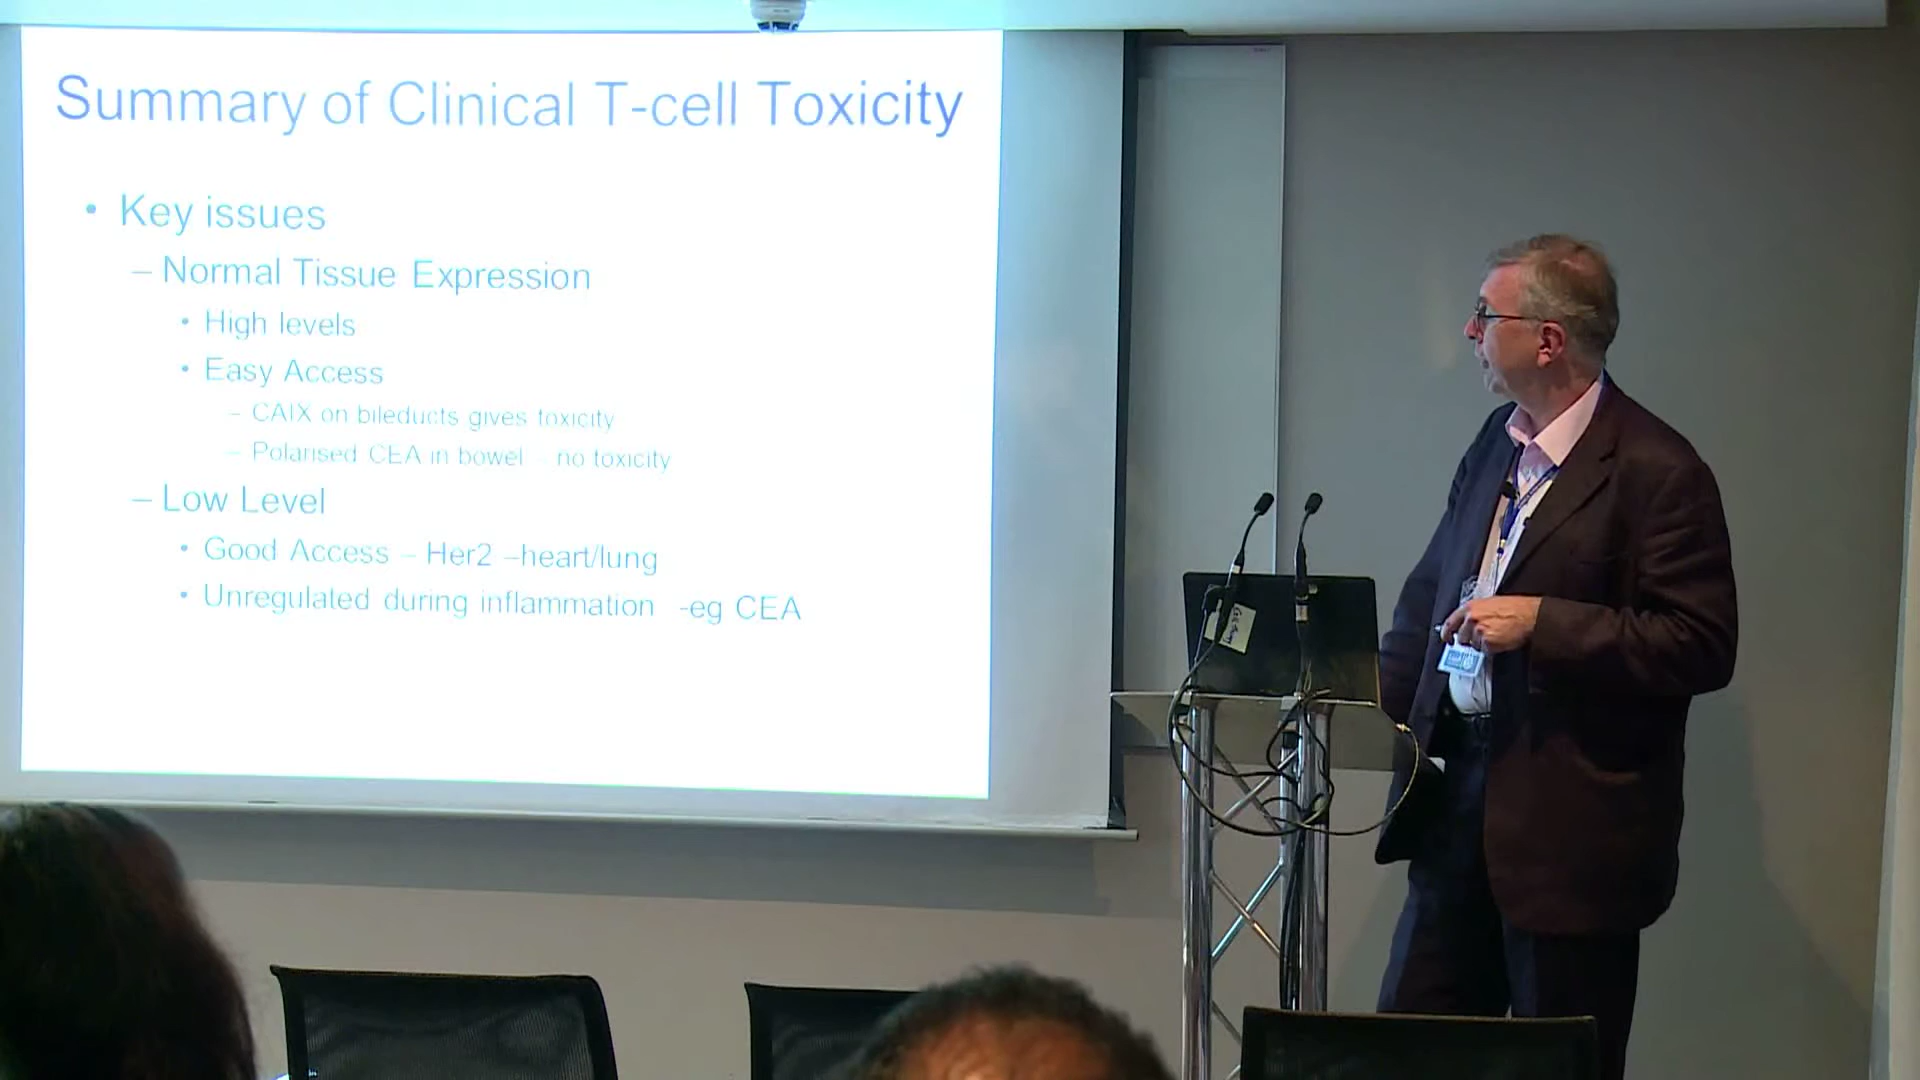 Summary of Clinical T-cell Toxicity
• Key issues
– Normal Tissue Expression
• High levels
• Easy Access
– CAIX on bileducts gives toxicity
– Polarised CEA in bowel – no toxicity
– Low Level
• Good Access – Her2 –heart/lung
• Unregulated during inflammation -eg CEA